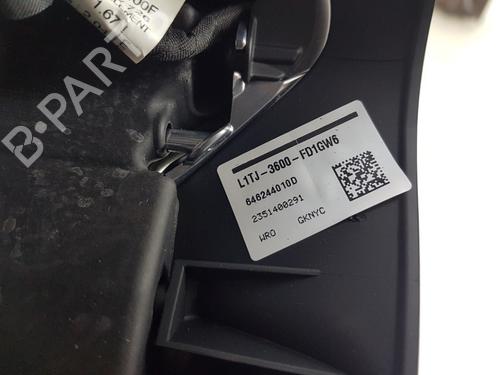 1.67
L1TJ-3600-FD1GW6
646244010D
2351400291
WRO GKNYC
B-PARTS